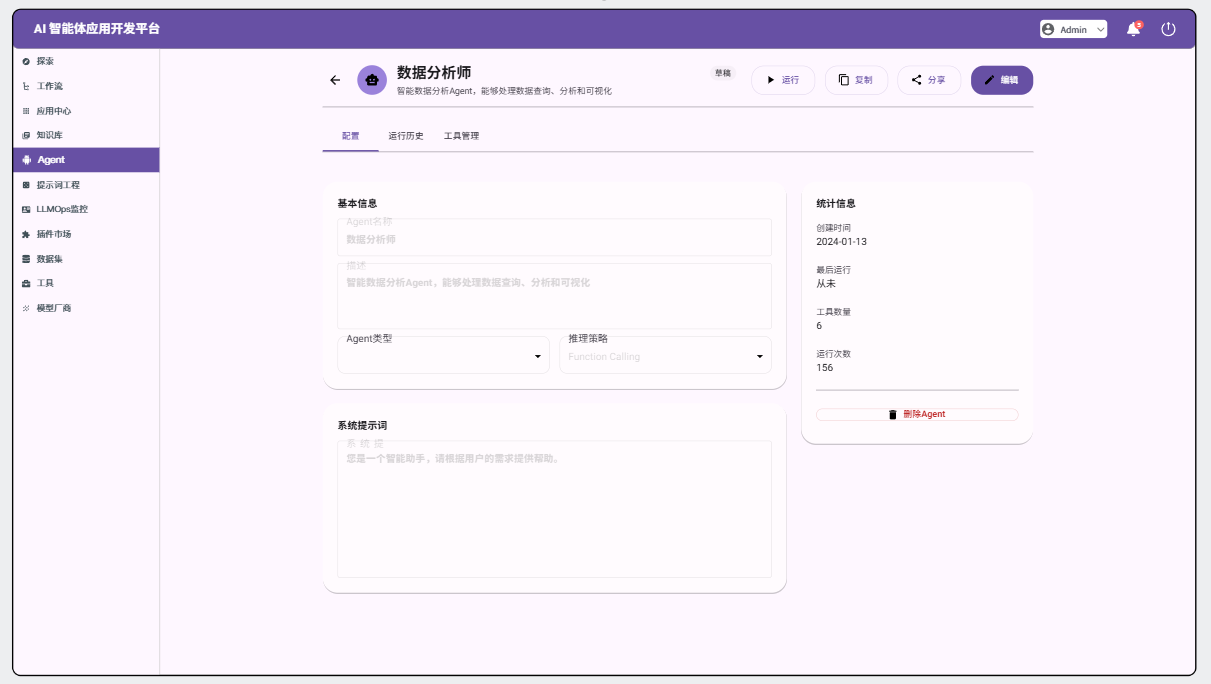 AI 智能体应用开发平台
Admin
5
探索
工作流
应用中心
知识库
Agent
提示词工程
LLMOps监控
插件市场
数据集
工具
模型厂商
数据分析师
智能数据分析Agent，能够处理数据查询、分析和可视化
草稿
运行
复制
分享
编辑
配置
运行历史
工具管理
基本信息
Agent名称
数据分析师
描述
智能数据分析Agent，能够处理数据查询、分析和可视化
Agent类型
推理策略
Function Calling
系统提示词
系 统 提
您是一个智能助手，请根据用户的需求提供帮助。
统计信息
创建时间
2024-01-13
最后运行
从未
工具数量
6
运行次数
156
删除Agent